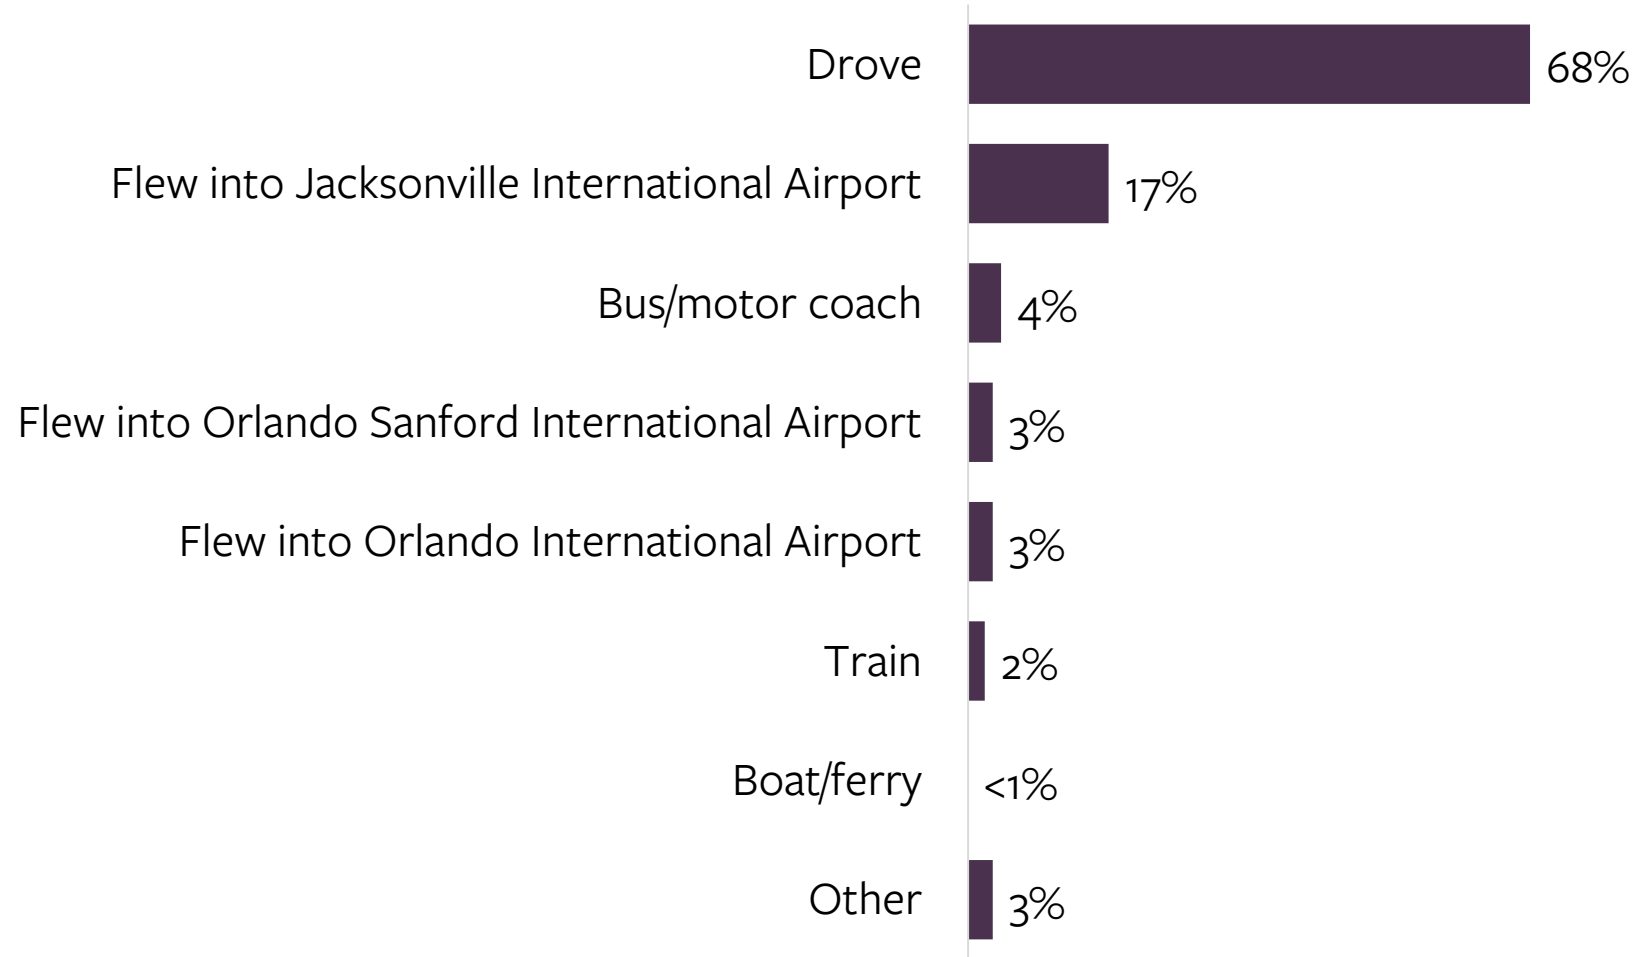 Drove 68%
Flew into Jacksonville International Airport 17%
Bus/motor coach 4%
Flew into Orlando Sanford International Airport 3%
Flew into Orlando International Airport 3%
Train 2%
Boat/ferry <1%
Other 3%